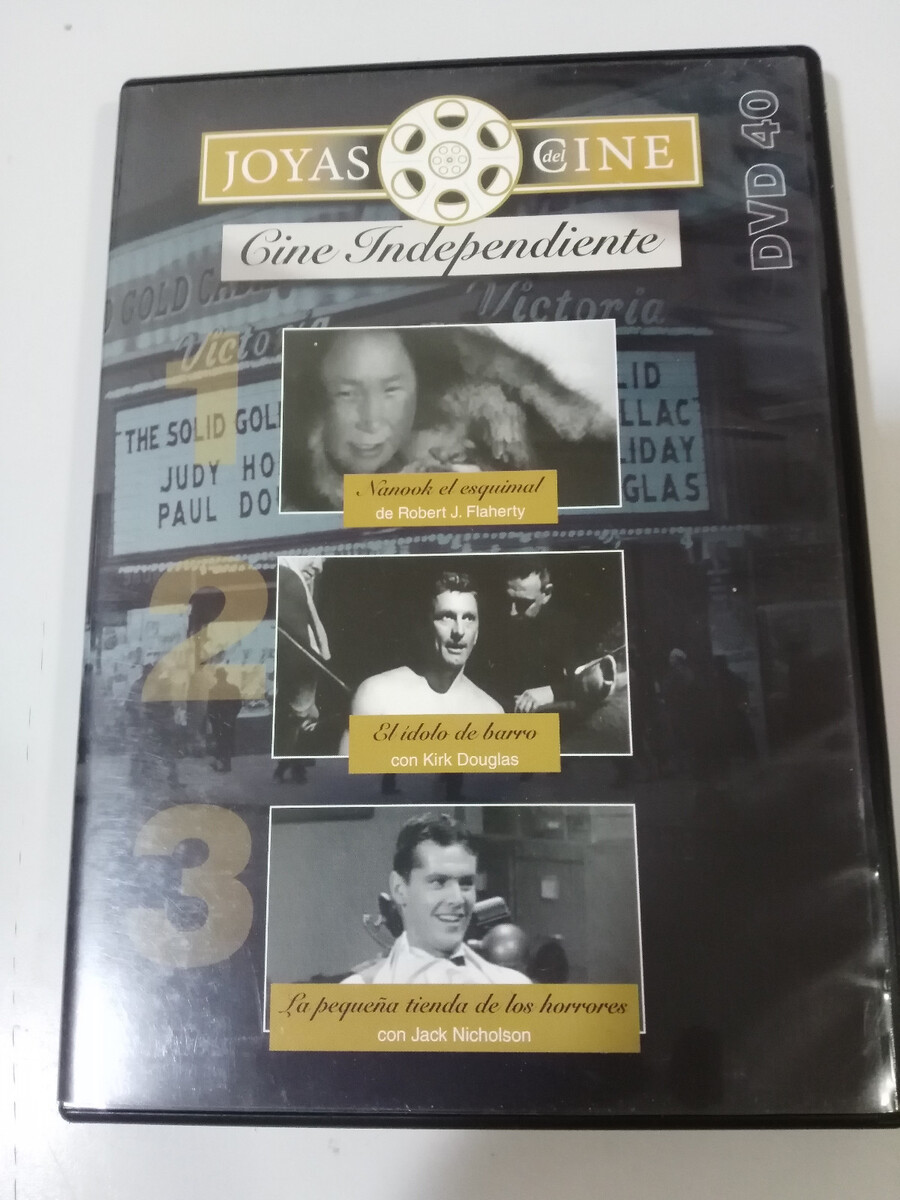 JOYAS del CINE
DVD 40
Cine Independiente
GOLD
Victoria
Victoria
1
THE SOLID GOL
JUDY HO
PAUL DO
LID
LLAC
LIDAY
GLAS
Nanook el esquimal
de Robert J. Flaherty
2
El ídolo de barro
con Kirk Douglas
3
La pequeña tienda de los horrores
con Jack Nicholson